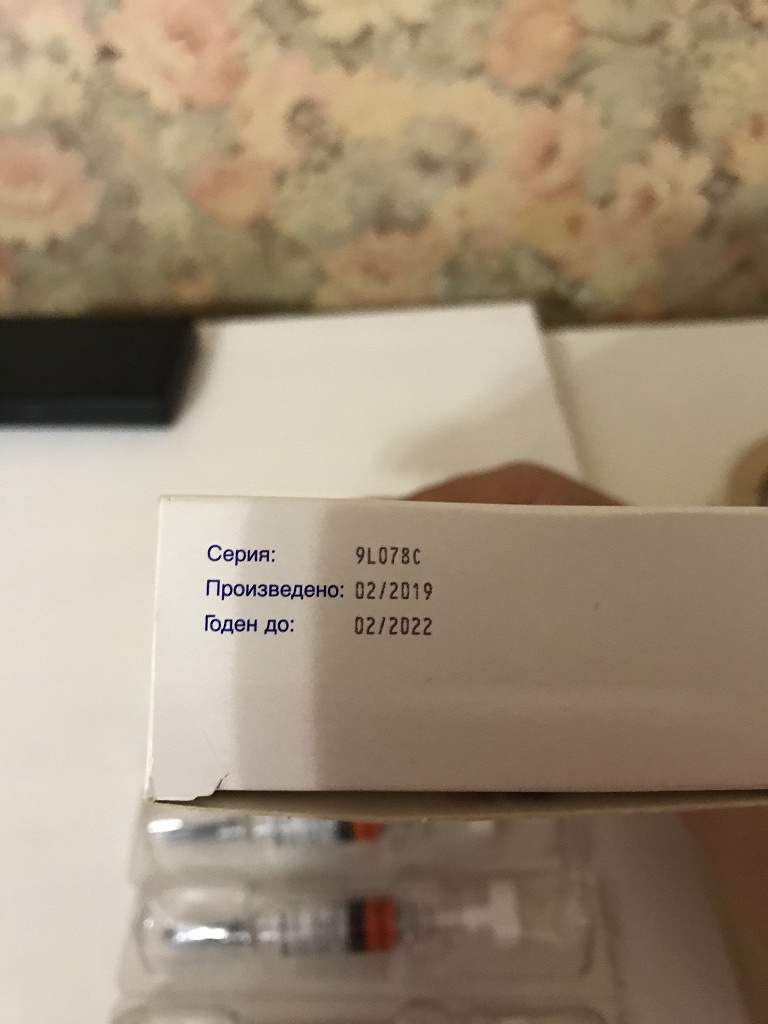 Серия: 9L078C
Произведено: 02/2019
Годен до: 02/2022